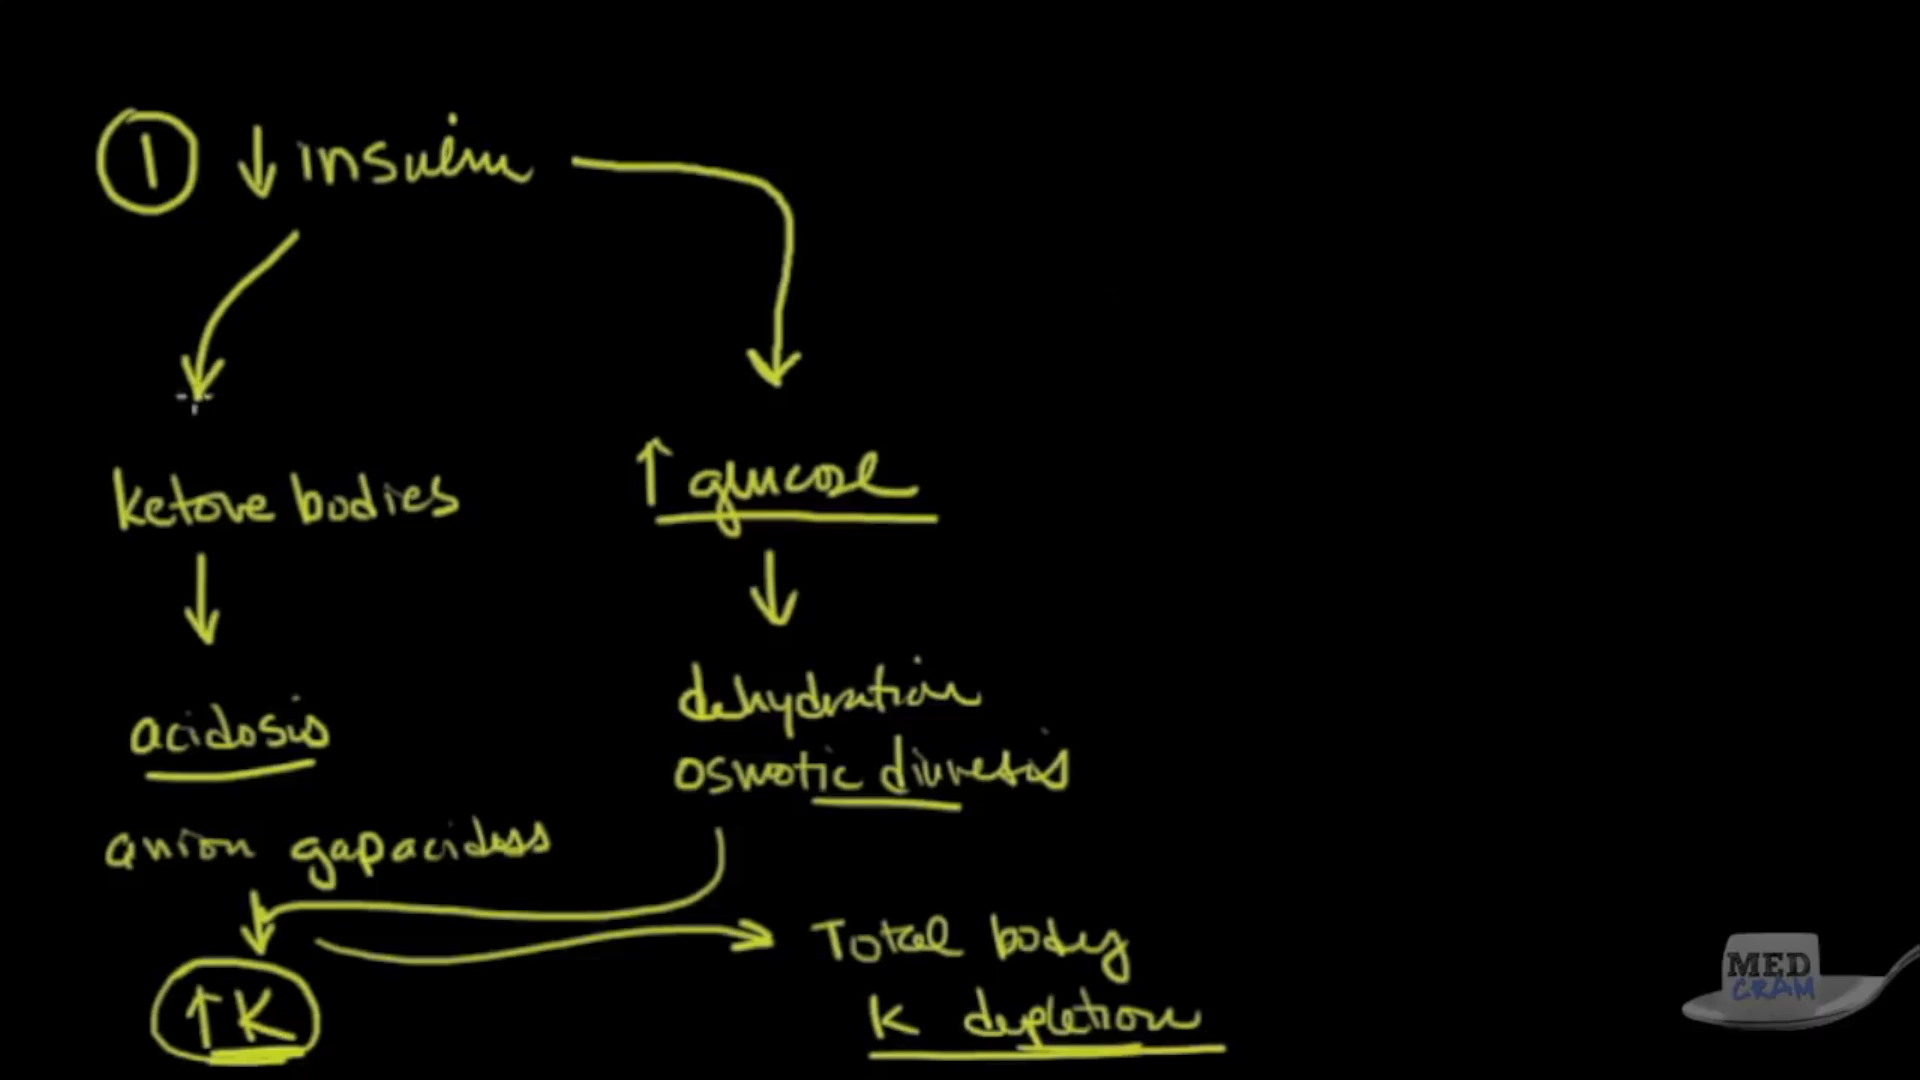 1 ↓ insulin
ketone bodies
↑ glucose
acidosis
dehydration
osmotic diuresis
anion gap acidosis
↑ K
Total body
K depletion
MED
CRAM